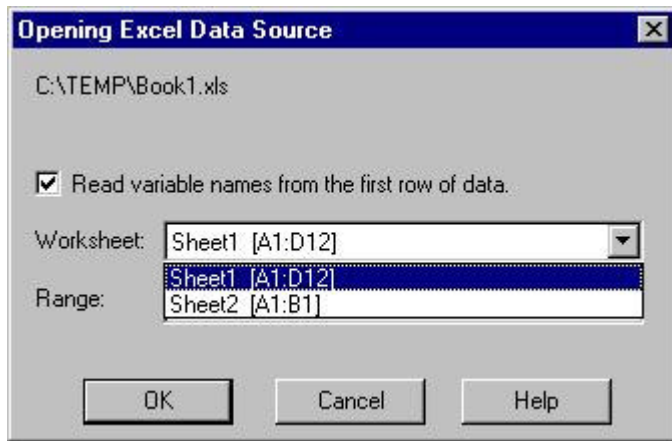 Opening Excel Data Source
C:\TEMP\Book1.xls
Read variable names from the first row of data.
Worksheet: Sheet1 [A1:D12]
Sheet1 [A1:D12]
Range:
Sheet2 [A1:B1]
OK Cancel Help